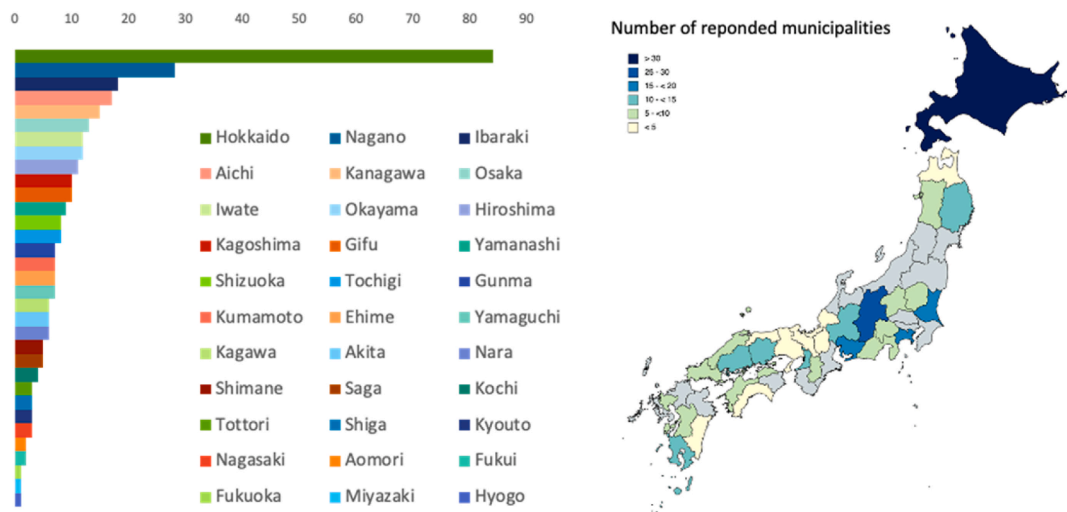 0 10 20 30 40 50 60 70 80 90
Number of reponded municipalities
> 30
25 - 30
15 - < 20
10 - < 15
5 - <10
< 5
Hokkaido Nagano Ibaraki
Aichi Kanagawa Osaka
Iwate Okayama Hiroshima
Kagoshima Gifu Yamanashi
Shizuoka Tochigi Gunma
Kumamoto Ehime Yamaguchi
Kagawa Akita Nara
Shimane Saga Kochi
Tottori Shiga Kyouto
Nagasaki Aomori Fukui
Fukuoka Miyazaki Hyogo